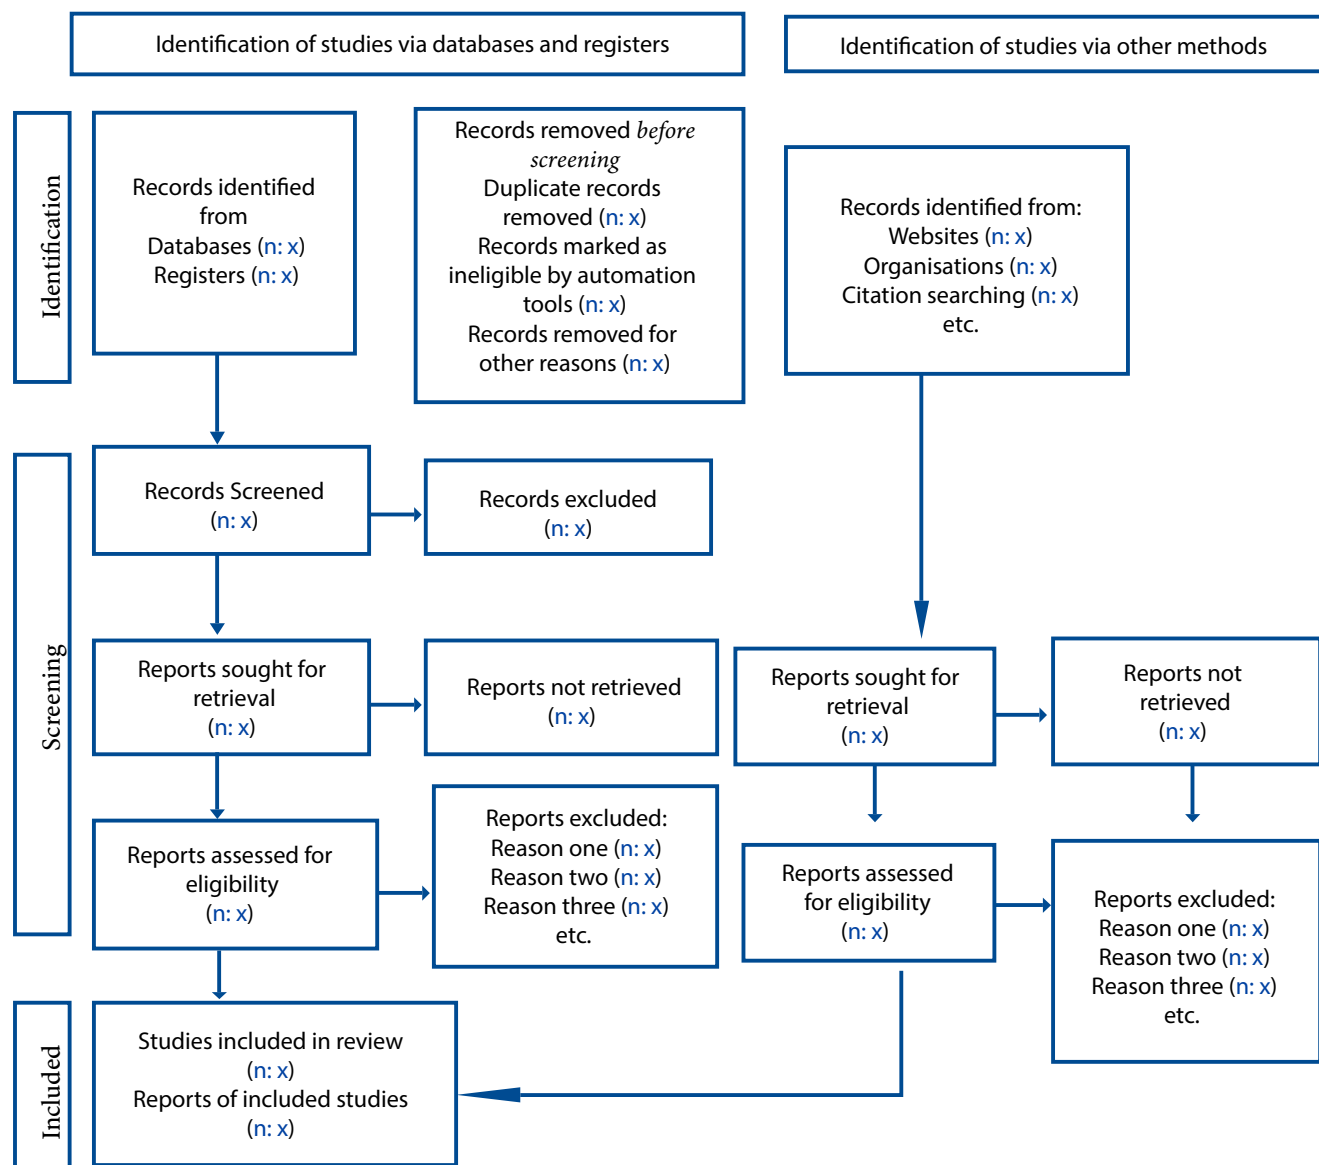 Identification of studies via databases and registers
Identification of studies via other methods
Identification
Records identified
from
Databases (n: x)
Registers (n: x)
Records removed before
screening
Duplicate records
removed (n: x)
Records marked as
ineligible by automation
tools (n: x)
Records removed for
other reasons (n: x)
Records identified from:
Websites (n: x)
Organisations (n: x)
Citation searching (n: x)
etc.
Screening
Records Screened
(n: x)
Records excluded
(n: x)
Reports sought for
retrieval
(n: x)
Reports not retrieved
(n: x)
Reports sought for
retrieval
(n: x)
Reports not
retrieved
(n: x)
Reports assessed for
eligibility
(n: x)
Reports excluded:
Reason one (n: x)
Reason two (n: x)
Reason three (n: x)
etc.
Reports assessed
for eligibility
(n: x)
Reports excluded:
Reason one (n: x)
Reason two (n: x)
Reason three (n: x)
etc.
Included
Studies included in review
(n: x)
Reports of included studies
(n: x)